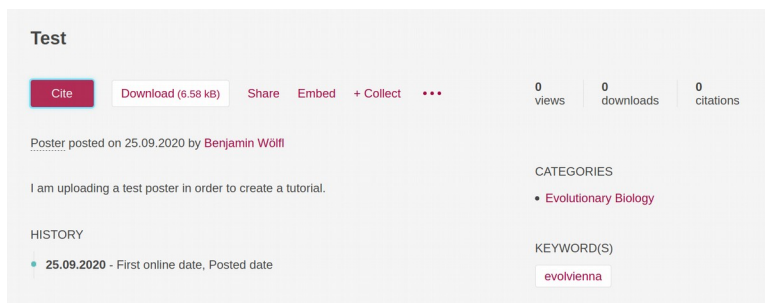 Test
Cite Download (6.58 kB) Share Embed + Collect •••
0 0 0
views downloads citations
Poster posted on 25.09.2020 by Benjamin Wölfl
I am uploading a test poster in order to create a tutorial.
HISTORY
25.09.2020 - First online date, Posted date
CATEGORIES
• Evolutionary Biology
KEYWORD(S)
evolvienna